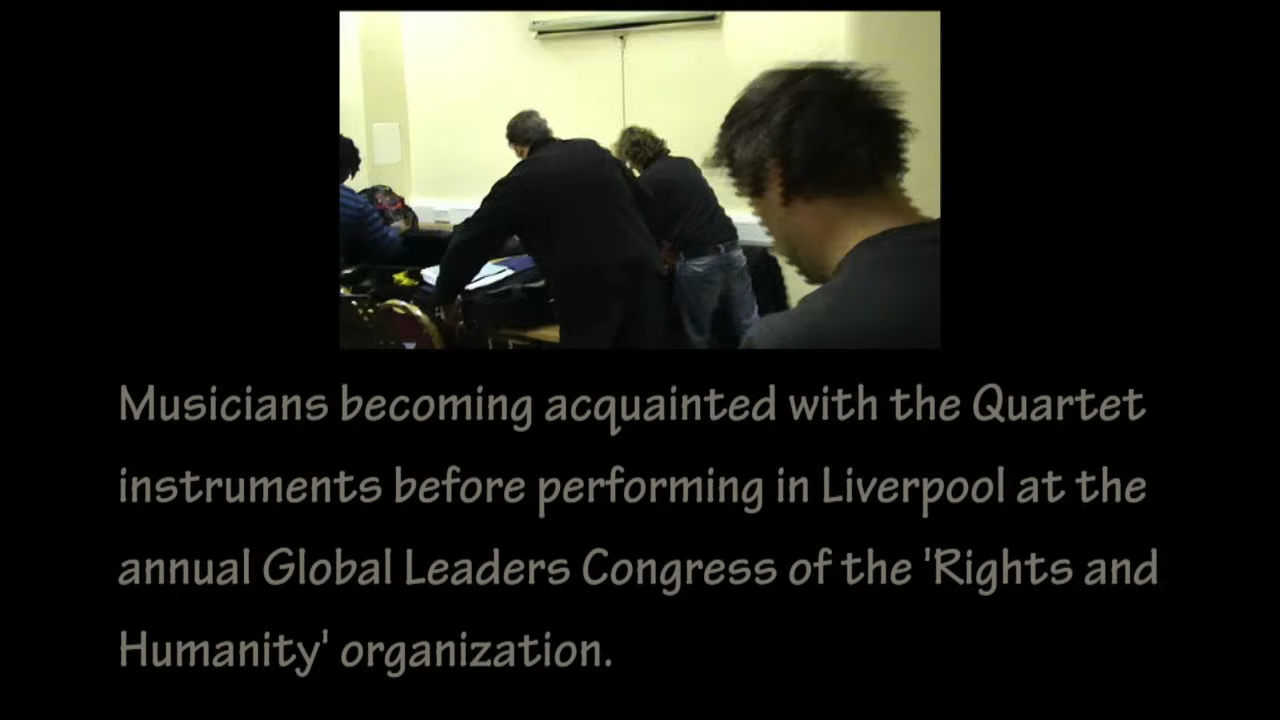 Musicians becoming acquainted with the Quartet
instruments before performing in Liverpool at the
annual Global Leaders Congress of the 'Rights and
Humanity' organization.